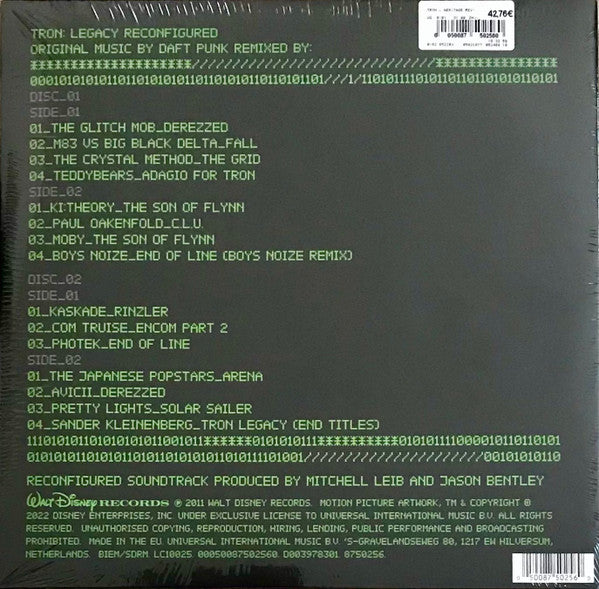 TRON: LEGACY RECONFIGURED
ORIGINAL MUSIC BY DAFT PUNK REMIXED BY:
42,76€
0 050087 502560
DISC_01
SIDE_01
01_THE GLITCH MOB_DEREZZED
02_M83 VS BIG BLACK DELTA_FALL
03_THE CRYSTAL METHOD_THE GRID
04_TEDDYBEARS_ADAGIO FOR TRON
SIDE_02
01_KI:THEORY_THE SON OF FLYNN
02_PAUL OAKENFOLD_C.L.U.
03_MOBY_THE SON OF FLYNN
04_BOYS NOIZE_END OF LINE (BOYS NOIZE REMIX)
DISC_02
SIDE_01
01_KASKADE_RINZLER
02_COM TRUISE_ENCOM PART 2
03_PHOTEK_END OF LINE
SIDE_02
01_THE JAPANESE POPSTARS_ARENA
02_AVICII_DEREZZED
03_PRETTY LIGHTS_SOLAR SAILER
04_SANDER KLEINENBERG_TRON LEGACY (END TITLES)
RECONFIGURED SOUNDTRACK PRODUCED BY MITCHELL LEIB AND JASON BENTLEY
WALT DISNEY RECORDS ℗ 2011 WALT DISNEY RECORDS. MOTION PICTURE ARTWORK, TM & COPYRIGHT ©
2022 DISNEY ENTERPRISES, INC UNDER EXCLUSIVE LICENSE TO UNIVERSAL INTERNATIONAL MUSIC B.V. ALL RIGHTS
RESERVED. UNAUTHORISED COPYING, REPRODUCTION, HIRING, LENDING, PUBLIC PERFORMANCE AND BROADCASTING
PROHIBITED. MADE IN THE EU. UNIVERSAL INTERNATIONAL MUSIC B.V. 'S-GRAVELANDSEWEG 80, 1217 EW HILVERSUM,
NETHERLANDS. BIEM/SDRM. LC10025. 00050087502560. D003978301 8750256.
0 50087 50256